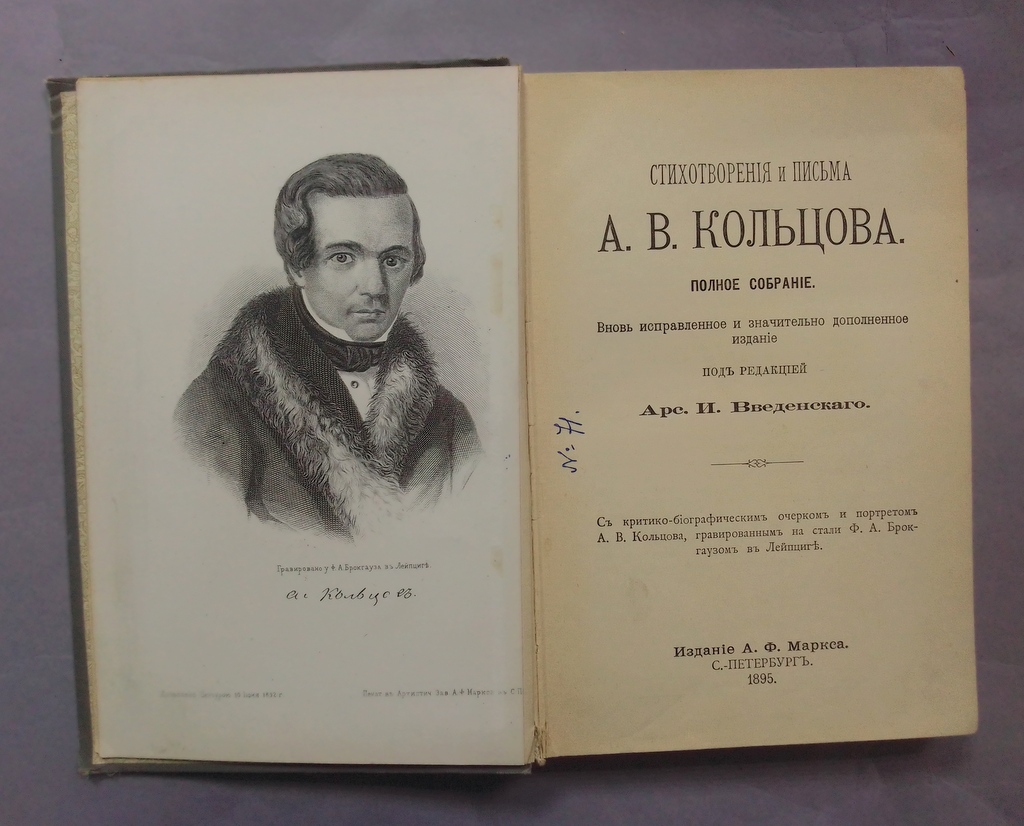 Гравировано у Ф. А. Брокгауза въ Лейпцигѣ.
А. Кольцовъ.
СТИХОТВОРЕНІЯ и ПИСЬМА
А. В. КОЛЬЦОВА.
ПОЛНОЕ СОБРАНІЕ.
Вновь исправленное и значительно дополненное
изданіе
ПОДЪ РЕДАКЦІЕЙ
Арс. И. Введенскаго.
№: 71.
Съ критико-біографическимъ очеркомъ и портретомъ
А. В. Кольцова, гравированнымъ на стали Ф. А. Брок-
гаузомъ въ Лейпцигѣ.
Изданіе А. Ф. Маркса.
С.-ПЕТЕРБУРГЪ.
1895.